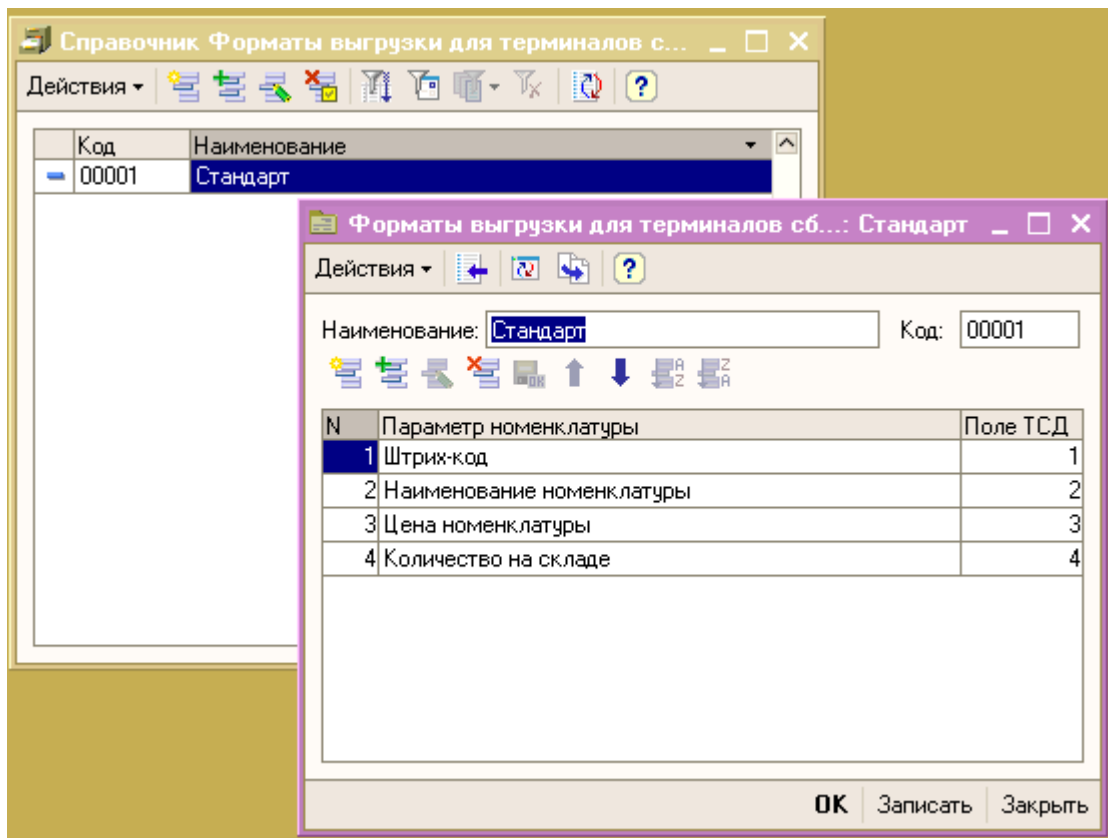 Справочник Форматы выгрузки для терминалов с...
Действия
Код Наименование
00001 Стандарт
Форматы выгрузки для терминалов сб...: Стандарт
Действия
Наименование: Стандарт Код: 00001
N Параметр номенклатуры Поле ТСД
1 Штрих-код 1
2 Наименование номенклатуры 2
3 Цена номенклатуры 3
4 Количество на складе 4
OK Записать Закрыть